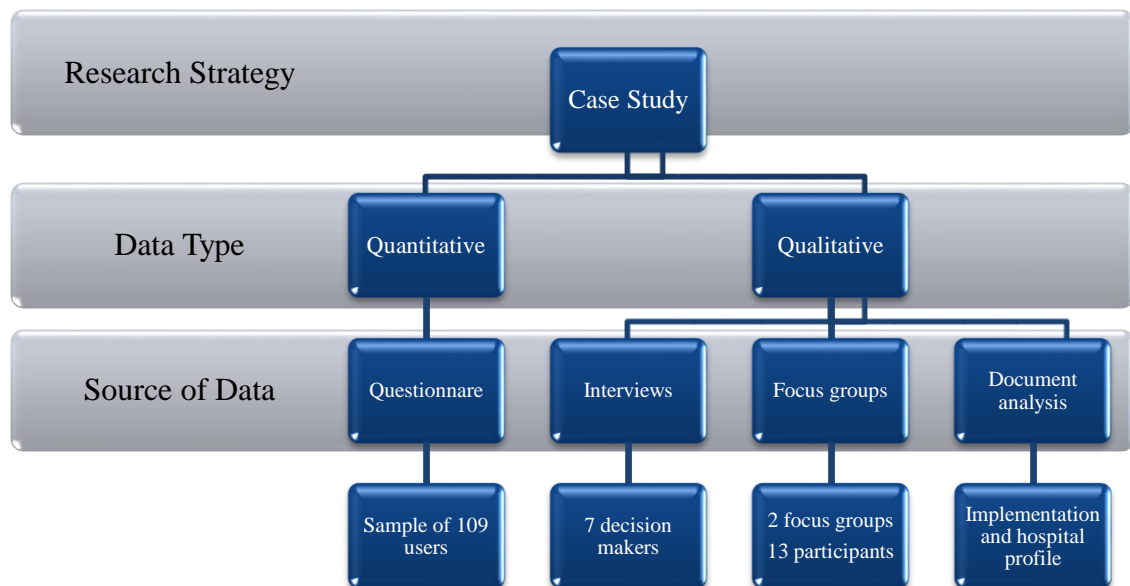 Research Strategy
Case Study
Data Type
Quantitative
Qualitative
Source of Data
Questionnare
Interviews
Focus groups
Document
analysis
Sample of 109
users
7 decision
makers
2 focus groups
13 participants
Implementation
and hospital
profile